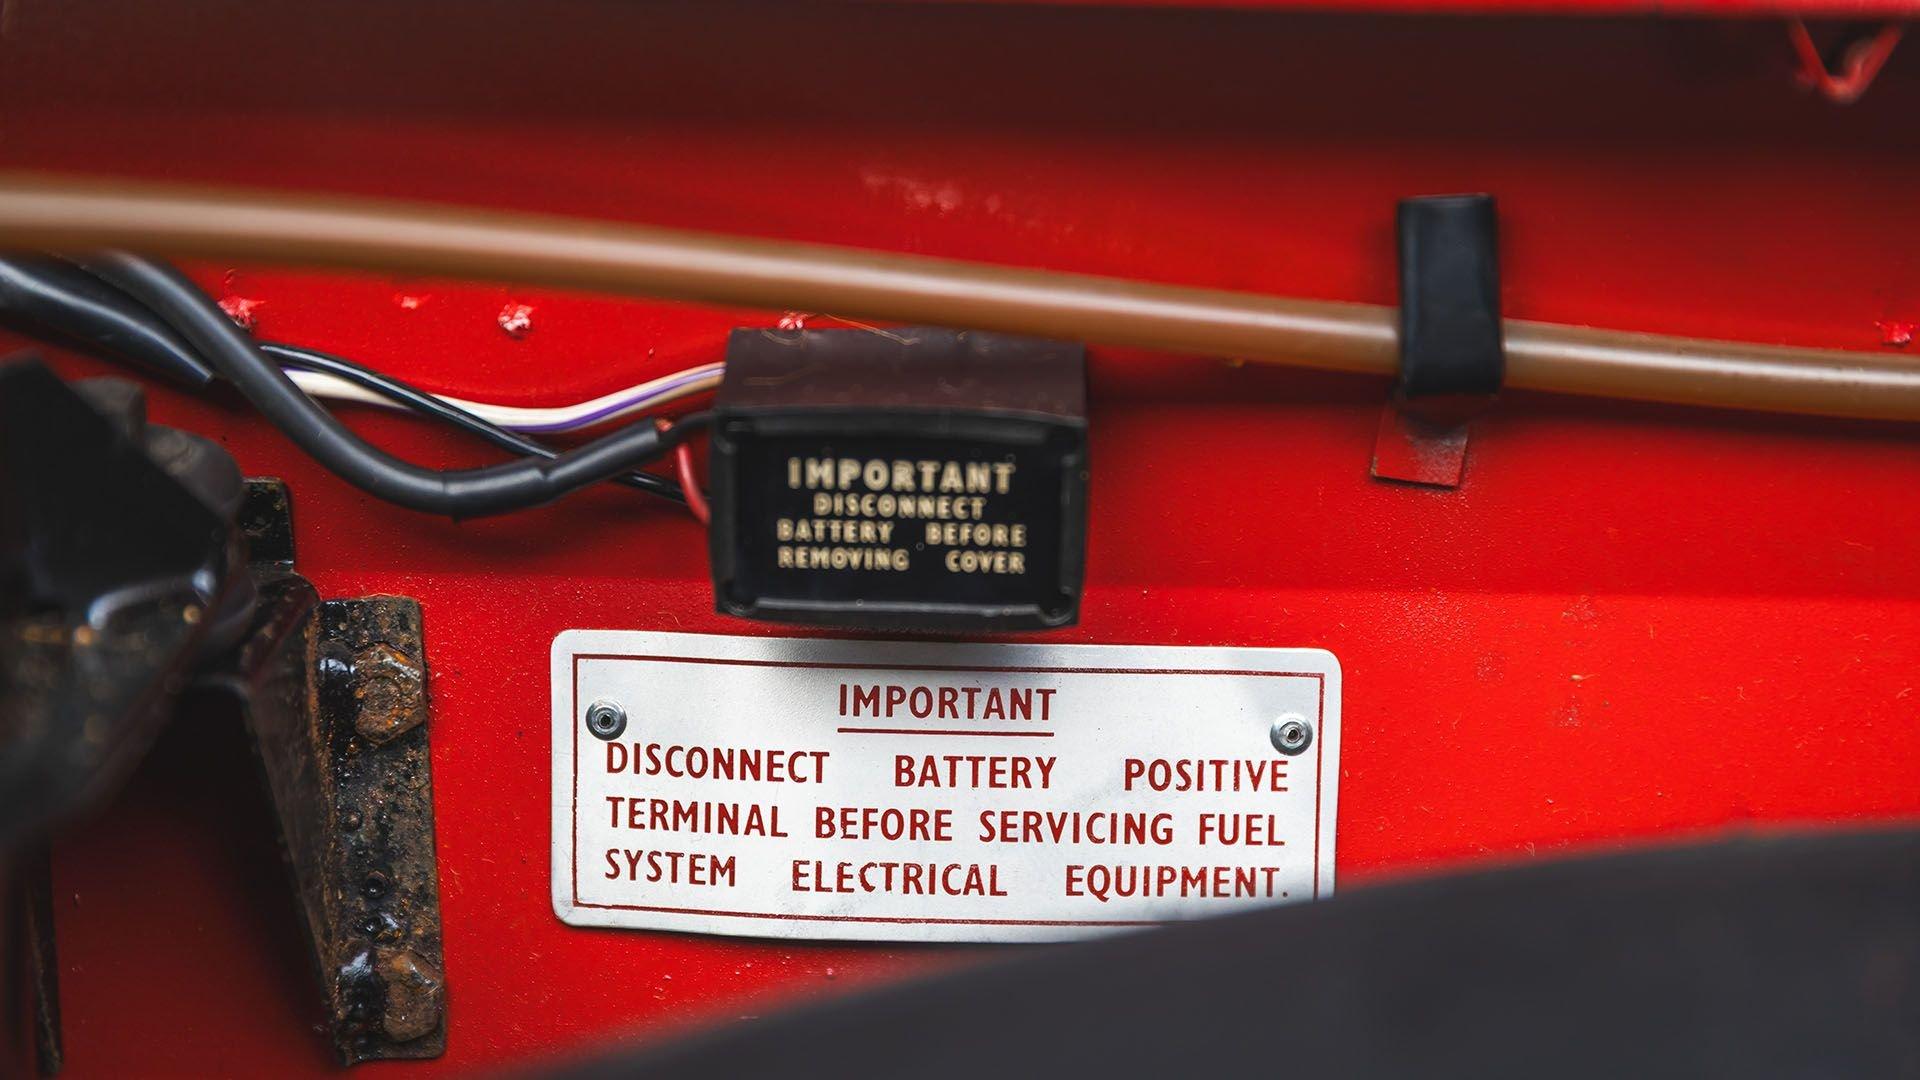 IMPORTANT
DISCONNECT
BATTERY BEFORE
REMOVING COVER
IMPORTANT
DISCONNECT BATTERY POSITIVE
TERMINAL BEFORE SERVICING FUEL
SYSTEM ELECTRICAL EQUIPMENT.